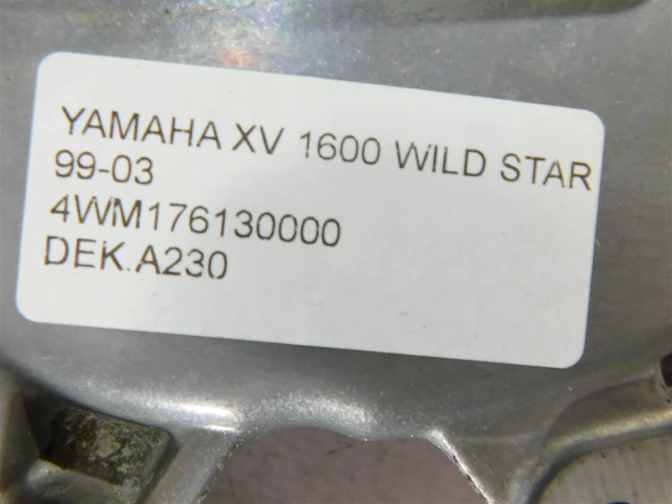 YAMAHA XV 1600 WILD STAR
99-03
4WM176130000
DEK.A230